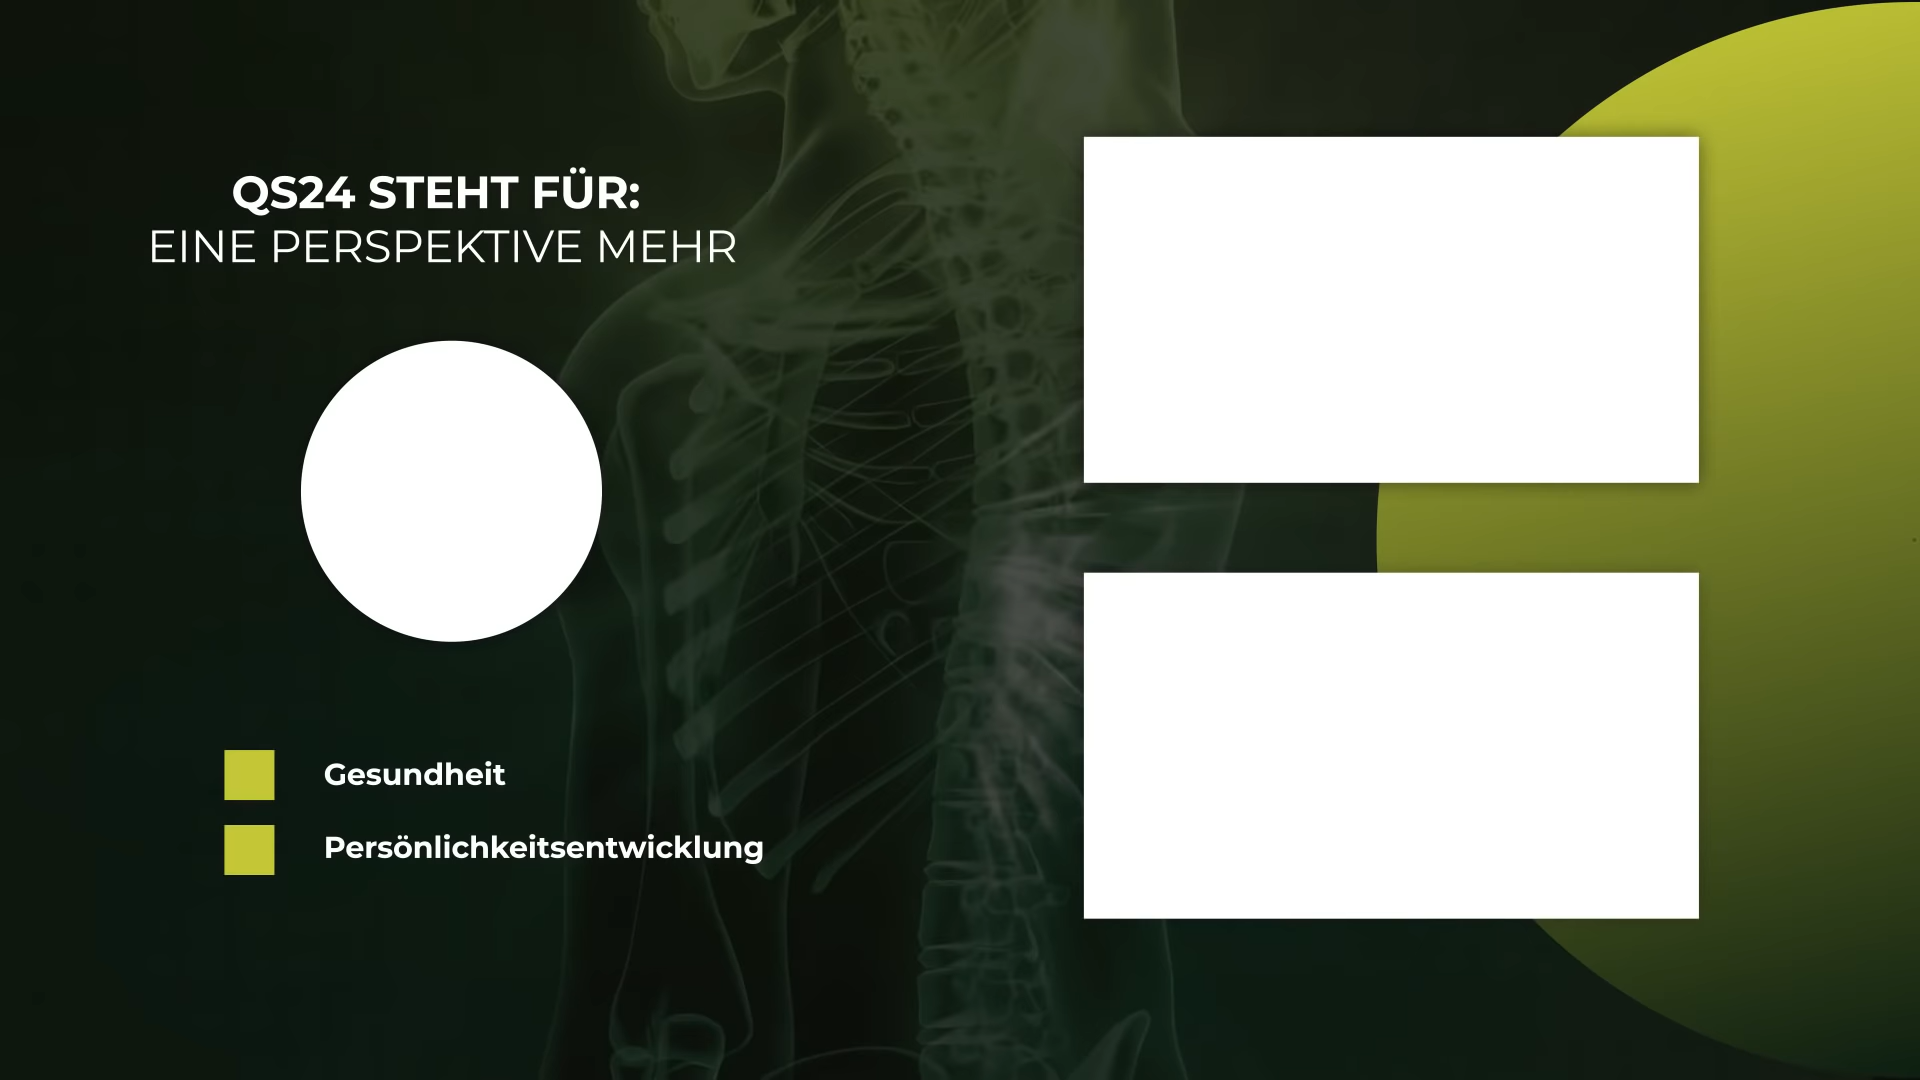 QS24 STEHT FÜR:
EINE PERSPEKTIVE MEHR
Gesundheit
Persönlichkeitsentwicklung